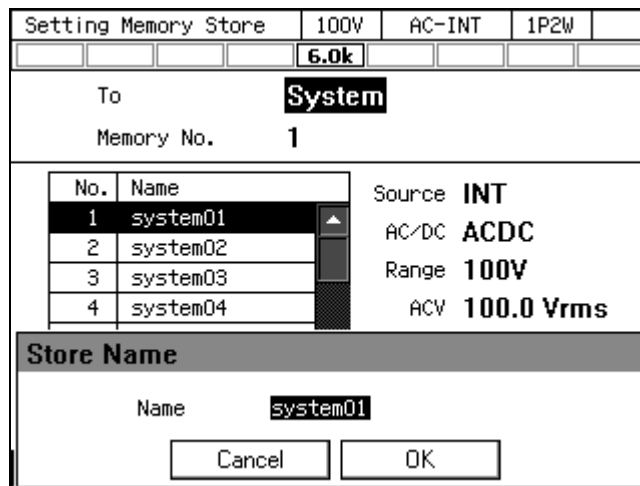 Setting Memory Store 100V AC-INT 1P2W
6.0k
To System
Memory No. 1
No. Name
1 system01
2 system02
3 system03
4 system04
Source INT
AC/DC ACDC
Range 100V
ACV 100.0 Vrms
Store Name
Name system01
Cancel OK